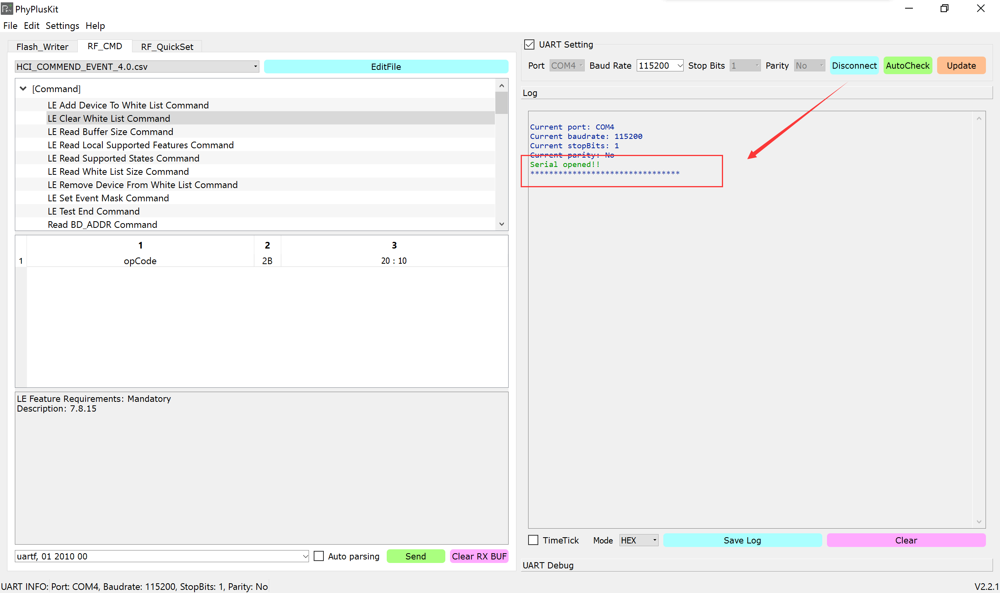 PhyPlusKit
File Edit Settings Help
Flash_Writer RF_CMD RF_QuickSet
HCI_COMMEND_EVENT_4.0.csv EditFile
[Command]
LE Add Device To White List Command
LE Clear White List Command
LE Read Buffer Size Command
LE Read Local Supported Features Command
LE Read Supported States Command
LE Read White List Size Command
LE Remove Device From White List Command
LE Set Event Mask Command
LE Test End Command
Read BD_ADDR Command
1 2 3
1 opCode 2B 20 : 10
LE Feature Requirements: Mandatory
Description: 7.8.15
uartf, 01 2010 00 Auto parsing Send Clear RX BUF
UART Setting
Port COM4 Baud Rate 115200 Stop Bits 1 Parity No Disconnect AutoCheck Update
Log
Current port: COM4
Current baudrate: 115200
Current stopBits: 1
Current parity: No
Serial opened!!
********************************
TimeTick Mode HEX Save Log Clear
UART Debug
UART INFO: Port: COM4, Baudrate: 115200, StopBits: 1, Parity: No V2.2.1